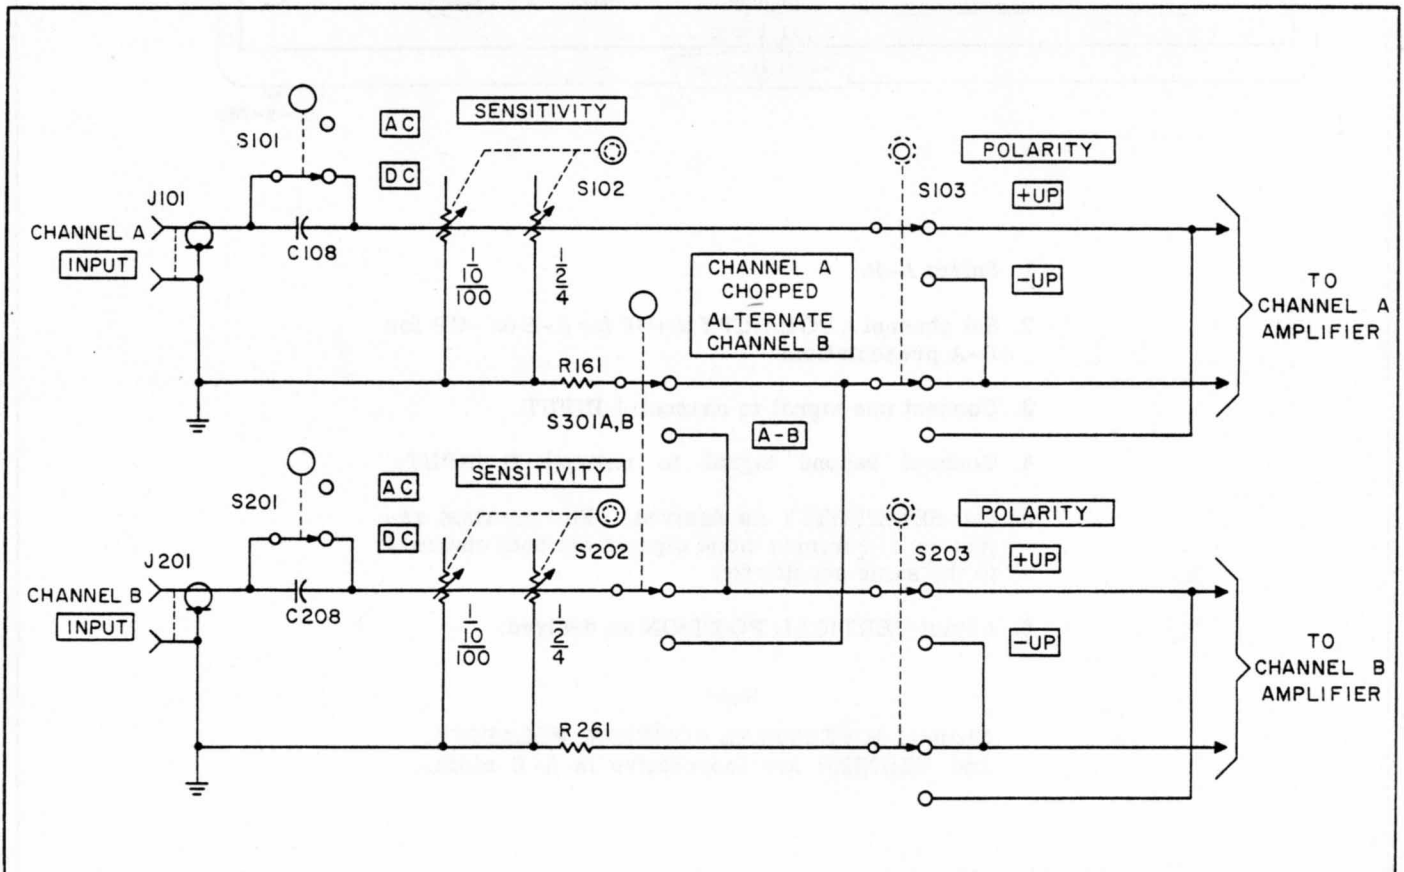 SENSITIVITY
AC
S101
DC
S102
J101
CHANNEL A
INPUT
C108
1
10
100
1
2
4
POLARITY
S103
+UP
-UP
CHANNEL A
CHOPPED
ALTERNATE
CHANNEL B
TO
CHANNEL A
AMPLIFIER
R161
S301A,B
A-B
SENSITIVITY
AC
S201
DC
S202
J201
CHANNEL B
INPUT
C208
1
10
100
1
2
4
POLARITY
S203
+UP
-UP
TO
CHANNEL B
AMPLIFIER
R261